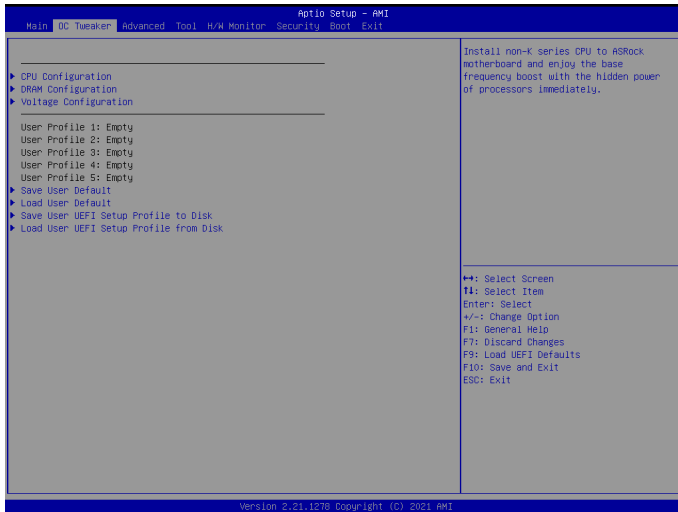 Aptio Setup - AMI
Main OC Tweaker Advanced Tool H/W Monitor Security Boot Exit
CPU Configuration
DRAM Configuration
Voltage Configuration
User Profile 1: Empty
User Profile 2: Empty
User Profile 3: Empty
User Profile 4: Empty
User Profile 5: Empty
Save User Default
Load User Default
Save User UEFI Setup Profile to Disk
Load User UEFI Setup Profile from Disk
Install non-K series CPU to ASRock
motherboard and enjoy the base
frequency boost with the hidden power
of processors immediately.
↔: Select Screen
↑↓: Select Item
Enter: Select
+/-: Change Option
F1: General Help
F7: Discard Changes
F9: Load UEFI Defaults
F10: Save and Exit
ESC: Exit
Version 2.21.1278 Copyright (C) 2021 AMI